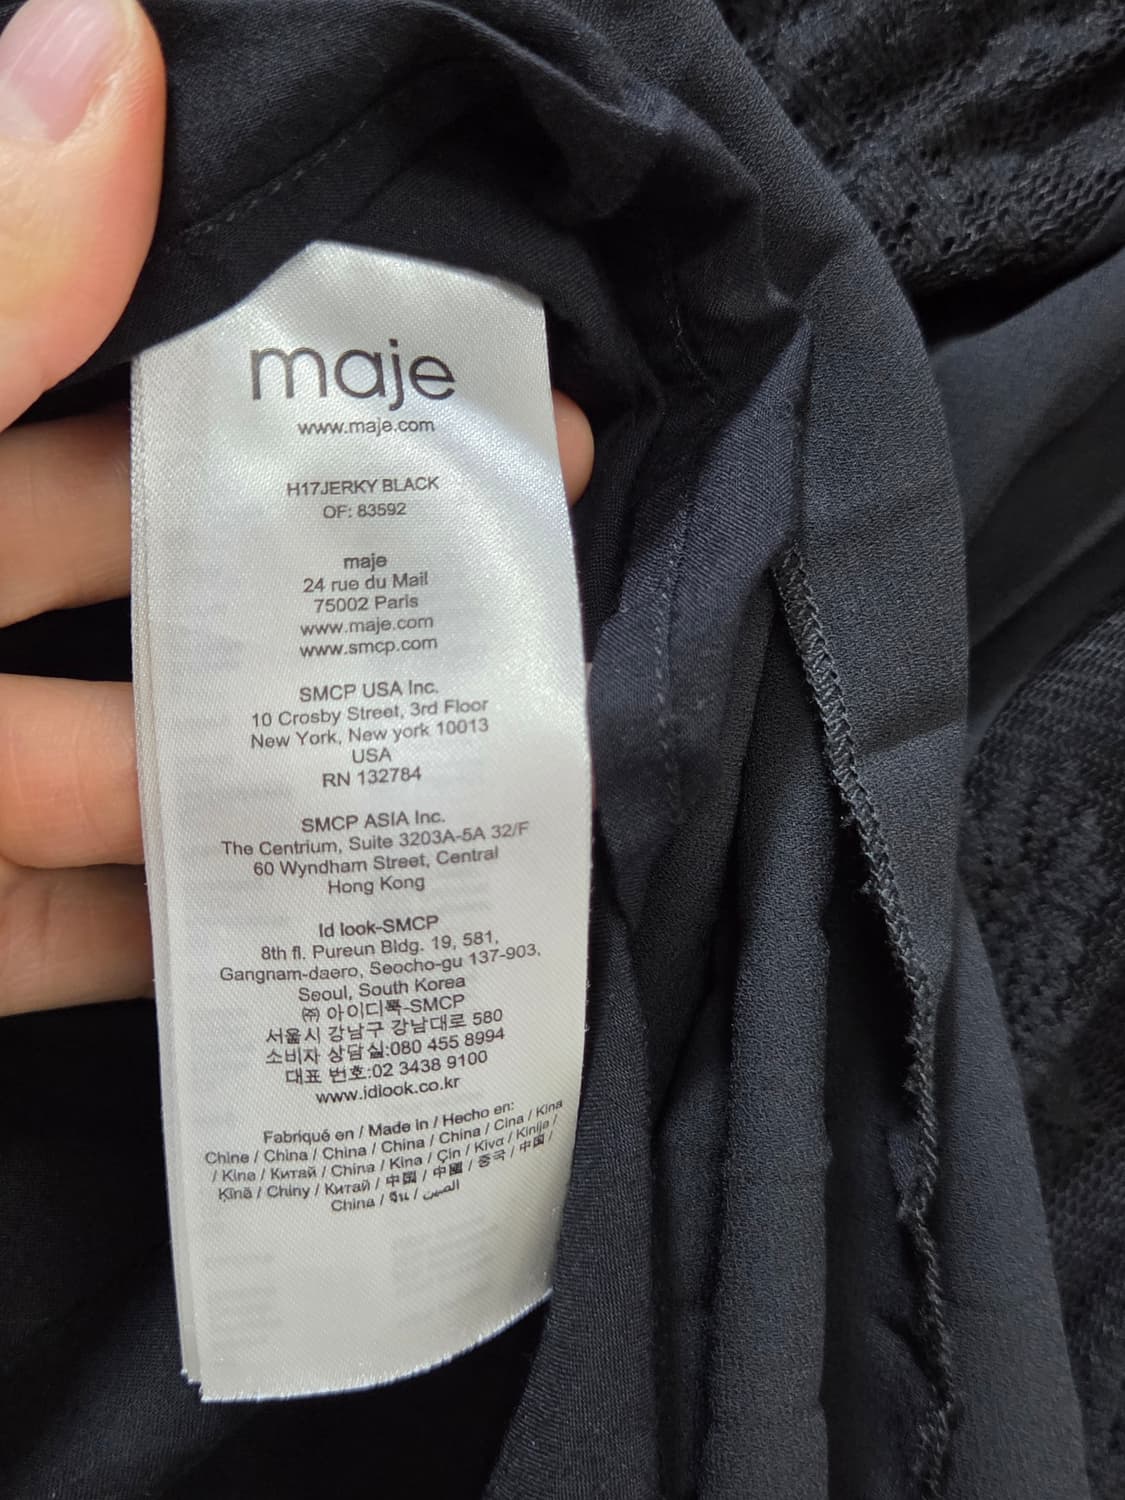 maje
www.maje.com
H17JERKY BLACK
OF: 83592
maje
24 rue du Mail
75002 Paris
www.maje.com
www.smcp.com
SMCP USA Inc.
10 Crosby Street, 3rd Floor
New York, New york 10013
USA
RN 132784
SMCP ASIA Inc.
The Centrium, Suite 3203A-5A 32/F
60 Wyndham Street, Central
Hong Kong
Id look-SMCP
8th fl. Pureun Bldg. 19, 581,
Gangnam-daero, Seocho-gu 137-903,
Seoul, South Korea
㈜ 아이디룩-SMCP
서울시 강남구 강남대로 580
소비자 상담실:080 455 8994
대표 번호:02 3438 9100
www.idlook.co.kr
Fabriqué en / Made in / Hecho en:
Chine / China / China / China / China / Cina / Kina
/ Kina / Китай / China / Kina / Çin / Κίνα / Kinija /
Ķīnā / Chiny / Китай / 中国 / 中國 / 중국 / 中国 /
China / จีน / الصين